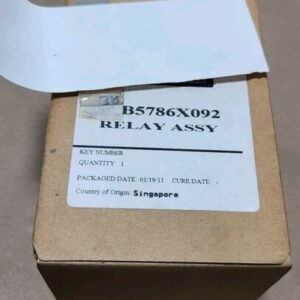 B5786X092
RELAY ASSY
KEY NUMBER:
QUANTITY: 1
PACKAGED DATE: 01/19/11 CURE DATE: -
Country of Origin: Singapore